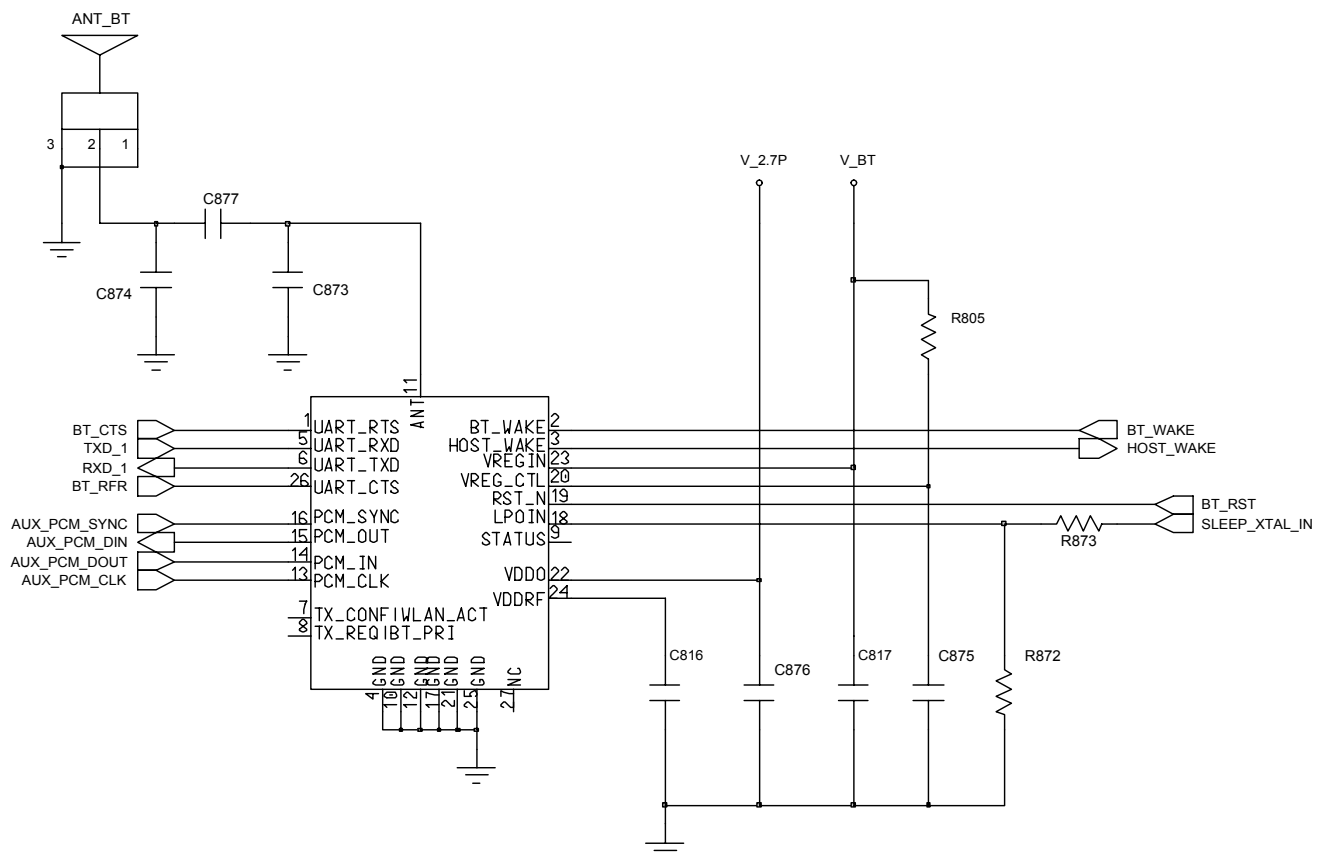 ANT_BT
3 2 1
C877
C874
C873
V_2.7P
V_BT
R805
11
ANT
BT_CTS 1 UART_RTS
TXD_1 5 UART_RXD
RXD_1 6 UART_TXD
BT_RFR 26 UART_CTS
AUX_PCM_SYNC 16 PCM_SYNC
AUX_PCM_DIN 15 PCM_OUT
AUX_PCM_DOUT 14 PCM_IN
AUX_PCM_CLK 13 PCM_CLK
7 TX_CONFIWLAN_ACT
8 TX_REQIBT_PRI
BT_WAKE 2 BT_WAKE
HOST_WAKE 3 HOST_WAKE
VREGIN 23
VREG_CTL 20
RST_N 19 BT_RST
LPOIN 18 SLEEP_XTAL_IN
R873
STATUS 9
VDDO 22
VDDRF 24
GND GND GND GND GND GND NC
4 10 12 17 21 25 27
C816
C876
C817
C875
R872